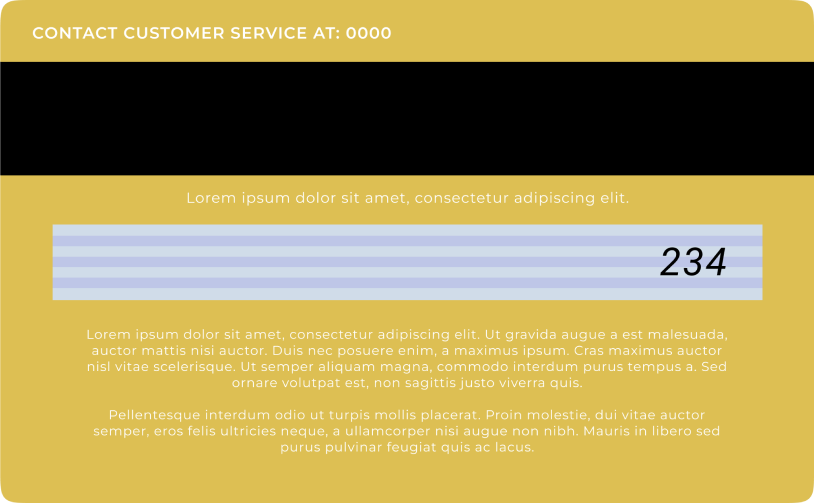 CONTACT CUSTOMER SERVICE AT: 0000
Lorem ipsum dolor sit amet, consectetur adipiscing elit.
234
Lorem ipsum dolor sit amet, consectetur adipiscing elit. Ut gravida augue a est malesuada,
auctor mattis nisi auctor. Duis nec posuere enim, a maximus ipsum. Cras maximus auctor
nisl vitae scelerisque. Ut semper aliquam magna, commodo interdum purus tempus a. Sed
ornare volutpat est, non sagittis justo viverra quis.
Pellentesque interdum odio ut turpis mollis placerat. Proin molestie, dui vitae auctor
semper, eros felis ultricies neque, a ullamcorper nisi augue non nibh. Mauris in libero sed
purus pulvinar feugiat quis ac lacus.